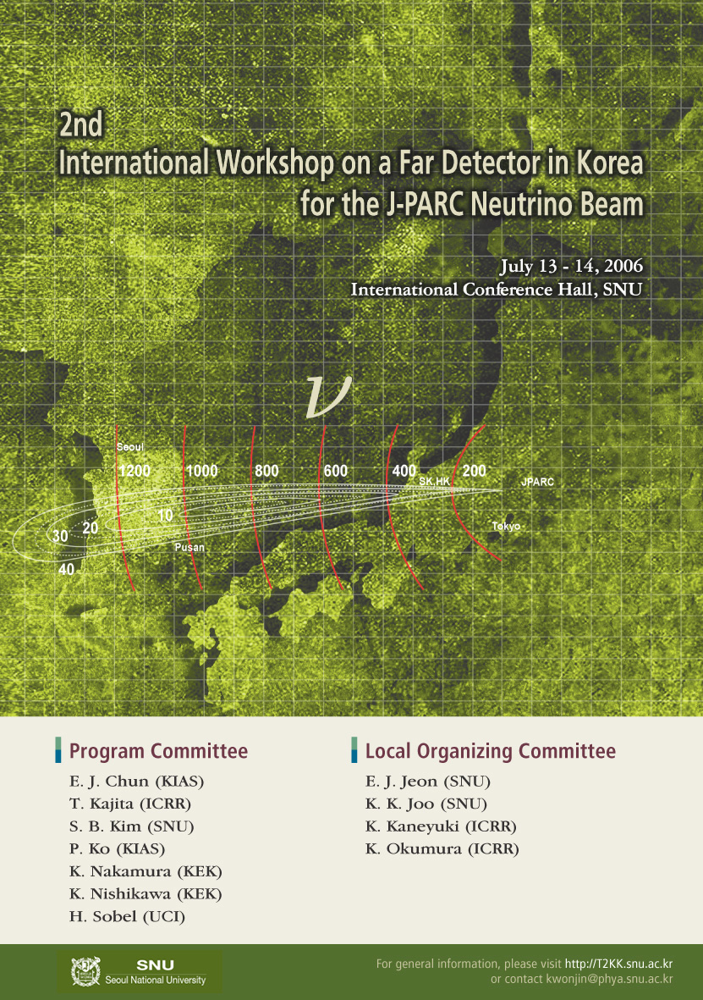 2nd
International Workshop on a Far Detector in Korea
for the J-PARC Neutrino Beam
July 13 - 14, 2006
International Conference Hall, SNU
ν
Seoul
1200 1000 800 600 400 200
SK,HK JPARC
10
30 20 Tokyo
Pusan
40
Program Committee
E. J. Chun (KIAS)
T. Kajita (ICRR)
S. B. Kim (SNU)
P. Ko (KIAS)
K. Nakamura (KEK)
K. Nishikawa (KEK)
H. Sobel (UCI)
Local Organizing Committee
E. J. Jeon (SNU)
K. K. Joo (SNU)
K. Kaneyuki (ICRR)
K. Okumura (ICRR)
SNU
Seoul National University
For general information, please visit http://T2KK.snu.ac.kr
or contact kwonjin@phya.snu.ac.kr